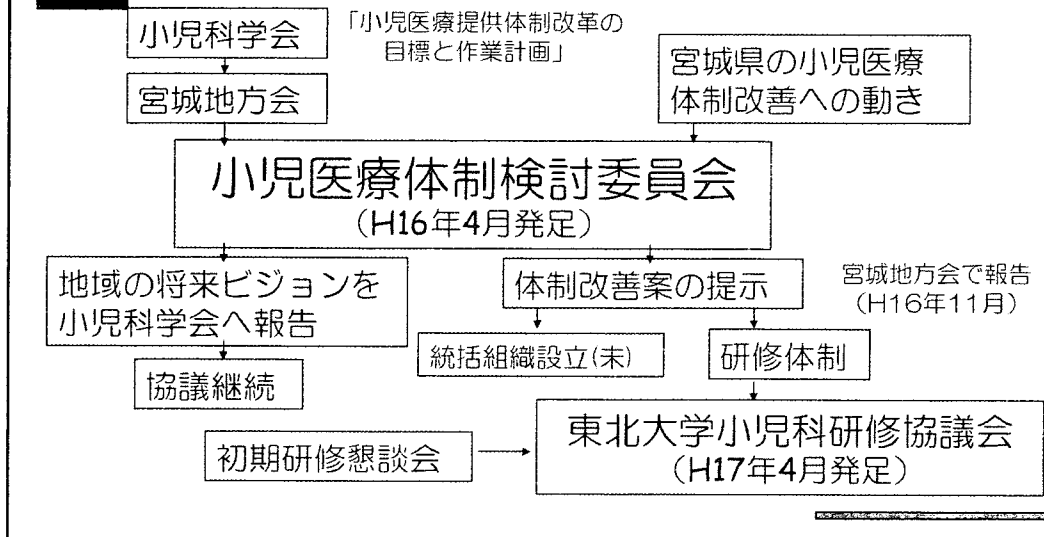 小児科学会
「小児医療提供体制改革の
目標と作業計画」
宮城地方会
宮城県の小児医療
体制改善への動き
小児医療体制検討委員会
(H16年4月発足)
地域の将来ビジョンを
小児科学会へ報告
体制改善案の提示
宮城地方会で報告
(H16年11月)
協議継続
統括組織設立(未)
研修体制
初期研修懇談会
東北大学小児科研修協議会
(H17年4月発足)